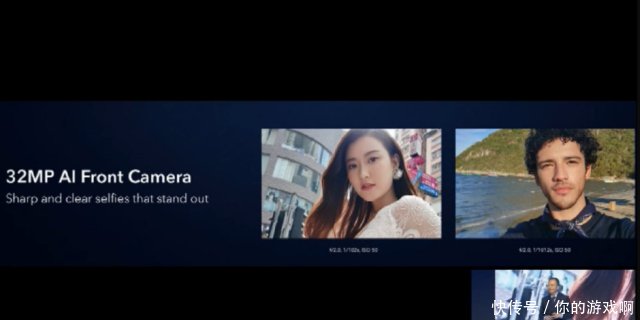 32MP AI Front Camera
Sharp and clear selfies that stand out
f/2.0, 1/102s, ISO 50
f/2.0, 1/1012s, ISO 50
快传号 / 你的游戏啊